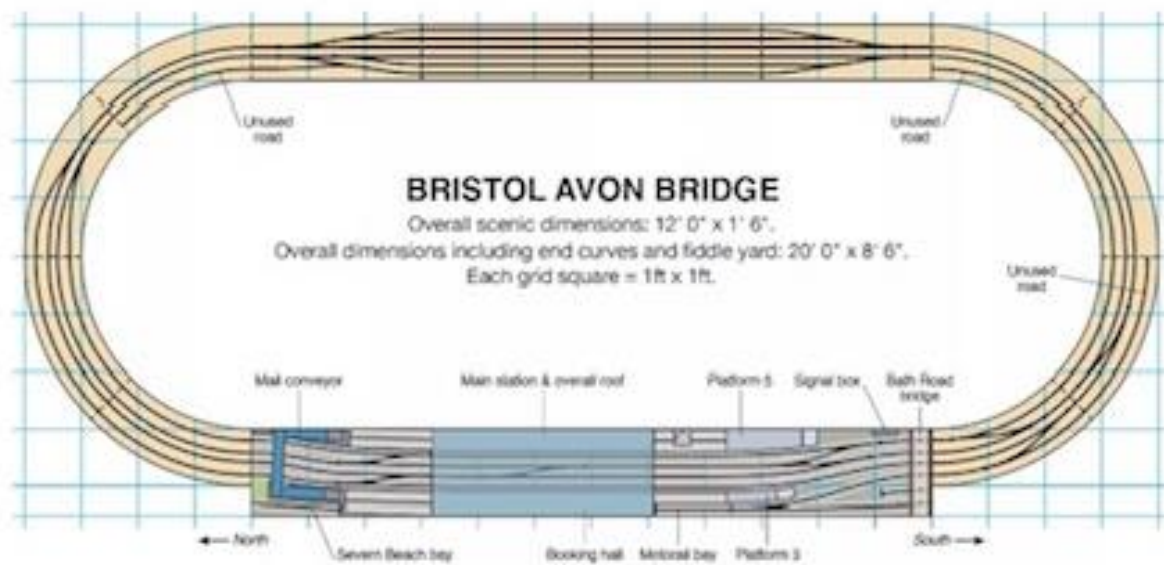 Unused
road
Unused
road
BRISTOL AVON BRIDGE
Overall scenic dimensions: 12' 0" x 1' 6".
Overall dimensions including end curves and fiddle yard: 20' 0" x 8' 6".
Each grid square = 1ft x 1ft.
Unused
road
Mail conveyor
Main station & overall roof
Platform 5
Signal box
Bath Road
bridge
North
Severn Beach bay
Booking hall
Motorail bay
Platform 3
South